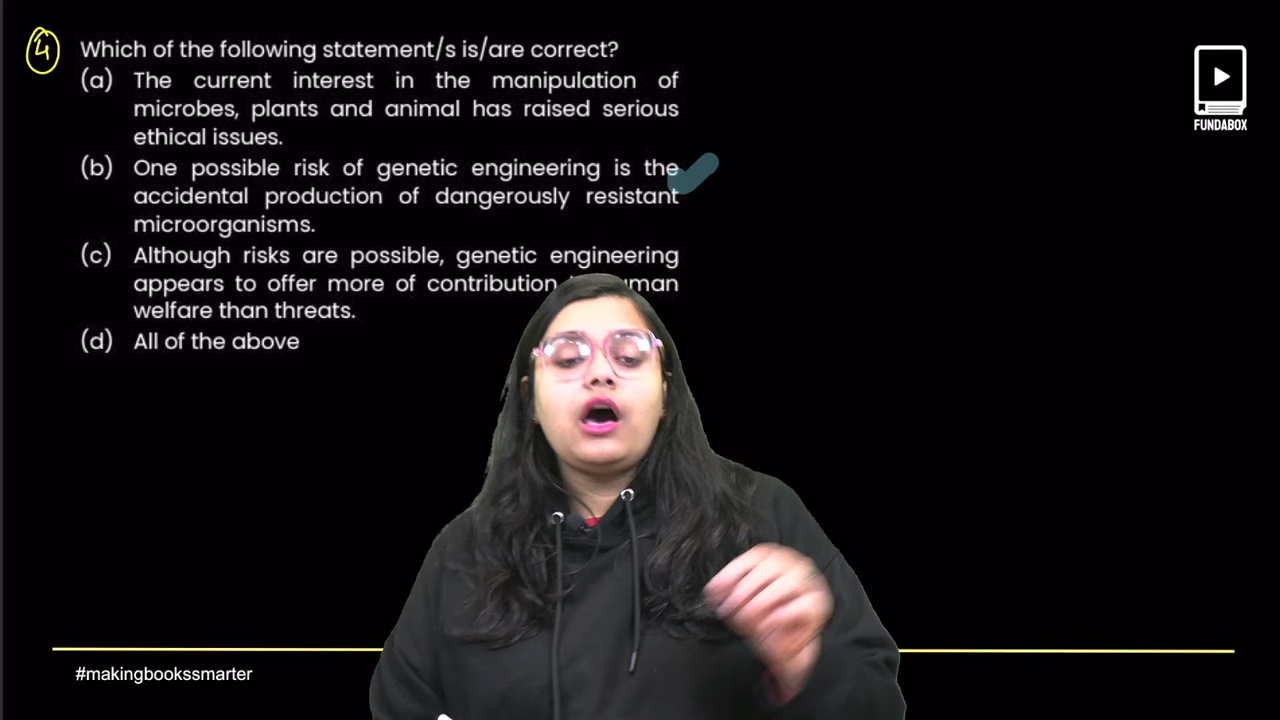 4 Which of the following statement/s is/are correct?
(a) The current interest in the manipulation of
microbes, plants and animal has raised serious
ethical issues.
(b) One possible risk of genetic engineering is the
accidental production of dangerously resistant
microorganisms.
(c) Although risks are possible, genetic engineering
appears to offer more of contribution
welfare than threats.
(d) All of the above
FUNDABOX
#makingbookssmarter